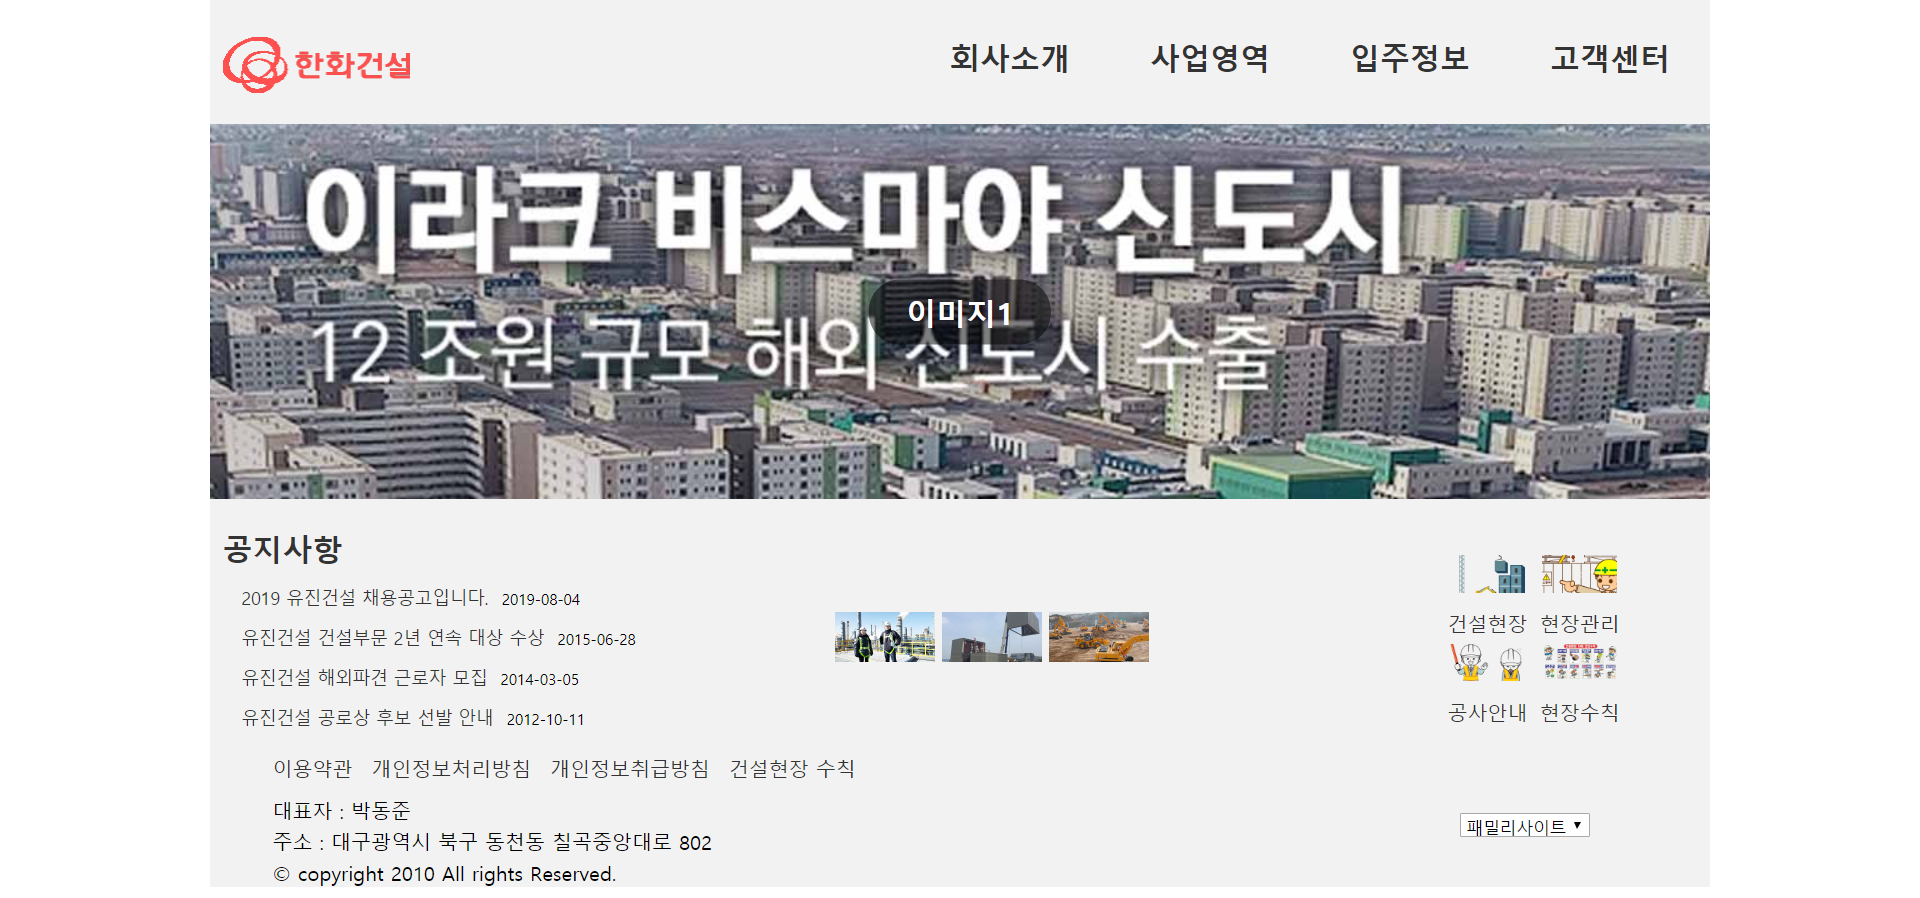 한화건설
회사소개 사업영역 입주정보 고객센터
이라크 비스마야 신도시
이미지1
12 조원 규모 해외 신도시 수출
공지사항
2019 유진건설 채용공고입니다. 2019-08-04
유진건설 건설부문 2년 연속 대상 수상 2015-06-28
유진건설 해외파견 근로자 모집 2014-03-05
유진건설 공로상 후보 선발 안내 2012-10-11
건설현장 현장관리
공사안내 현장수칙
이용약관 개인정보처리방침 개인정보취급방침 건설현장 수칙
대표자 : 박동준
주소 : 대구광역시 북구 동천동 칠곡중앙대로 802
© copyright 2010 All rights Reserved.
패밀리사이트